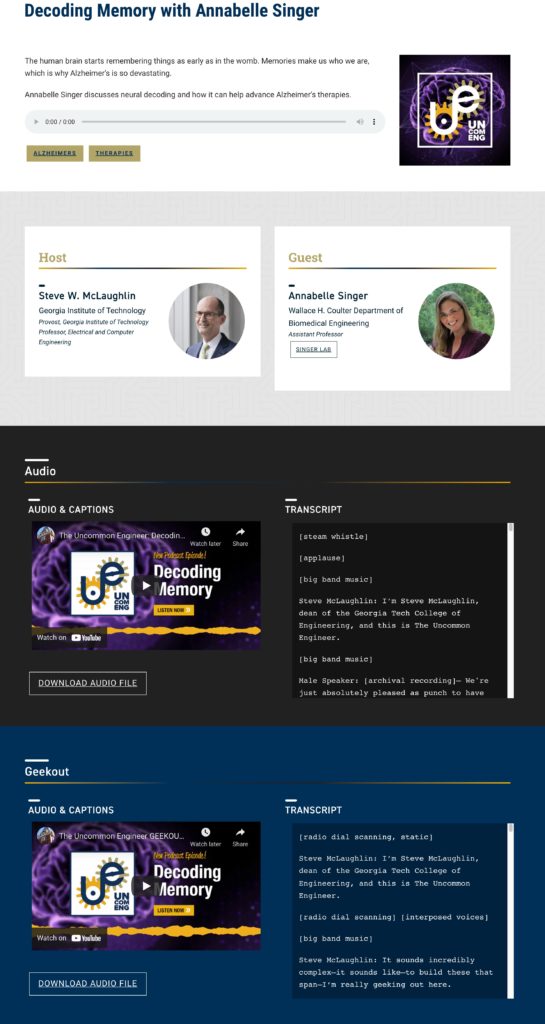 Decoding Memory with Annabelle Singer
The human brain starts remembering things as early as in the womb. Memories make us who we are,
which is why Alzheimer's is so devastating.
Annabelle Singer discusses neural decoding and how it can help advance Alzheimer's therapies.
0:00 / 0:00
ALZHEIMERS
THERAPIES
UN
COM
ENG
Host
Steve W. McLaughlin
Georgia Institute of Technology
Provost, Georgia Institute of Technology
Professor, Electrical and Computer
Engineering
Guest
Annabelle Singer
Wallace H. Coulter Department of
Biomedical Engineering
Assistant Professor
SINGER LAB
Audio
AUDIO & CAPTIONS
The Uncommon Engineer: Decodin...
Watch later
Share
New Podcast Episode!
Decoding
Memory
LISTEN NOW
UN
COM
ENG
Watch on YouTube
DOWNLOAD AUDIO FILE
TRANSCRIPT
[steam whistle]
[applause]
[big band music]
Steve McLaughlin: I'm Steve McLaughlin,
dean of the Georgia Tech College of
Engineering, and this is The Uncommon
Engineer.
[big band music]
Male Speaker: [archival recording]— We're
just absolutely pleased as punch to have
Geekout
AUDIO & CAPTIONS
The Uncommon Engineer GEEKOU...
Watch later
Share
New Podcast Episode!
Decoding
Memory
LISTEN NOW
UN
COM
ENG
Watch on YouTube
DOWNLOAD AUDIO FILE
TRANSCRIPT
[radio dial scanning, static]
Steve McLaughlin: I'm Steve McLaughlin,
dean of the Georgia Tech College of
Engineering, and this is The Uncommon
Engineer.
[radio dial scanning] [interposed voices]
[big band music]
Steve McLaughlin: It sounds incredibly
complex—it sounds like—to build these that
span—I'm really geeking out here.